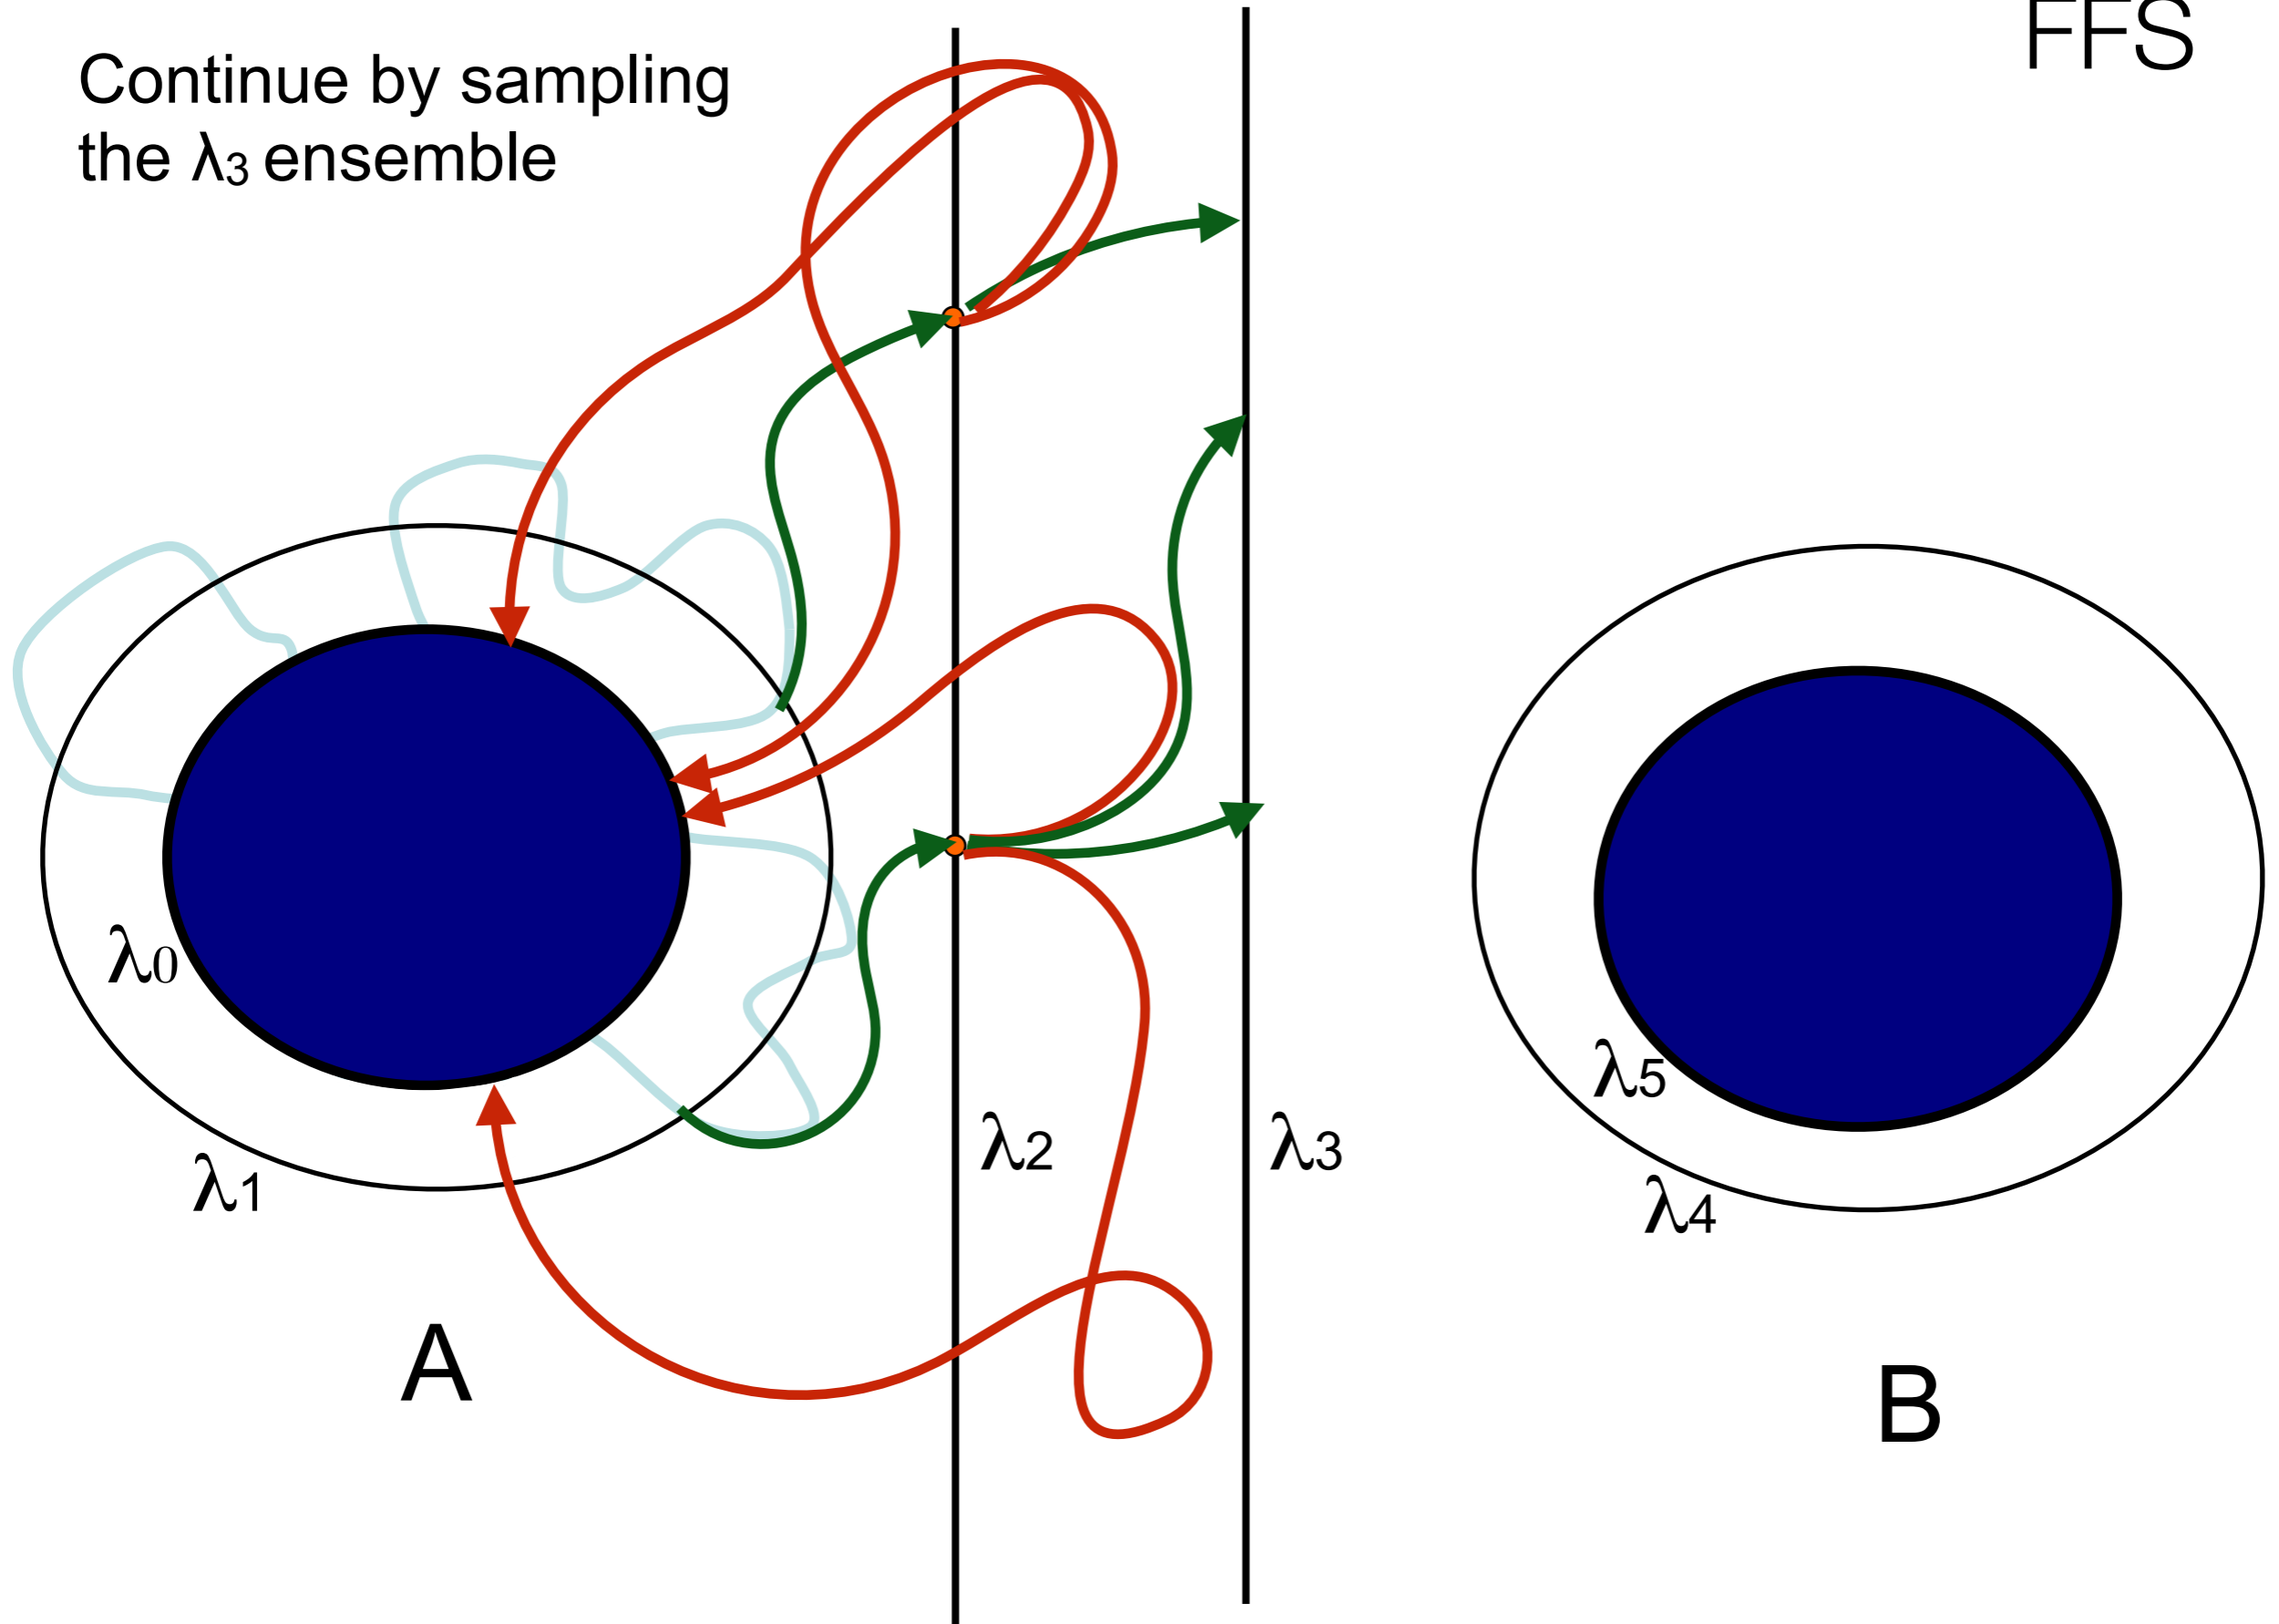 FFS
Continue by sampling
the λ3 ensemble
λ0
λ1
λ2
λ3
λ5
λ4
A
B